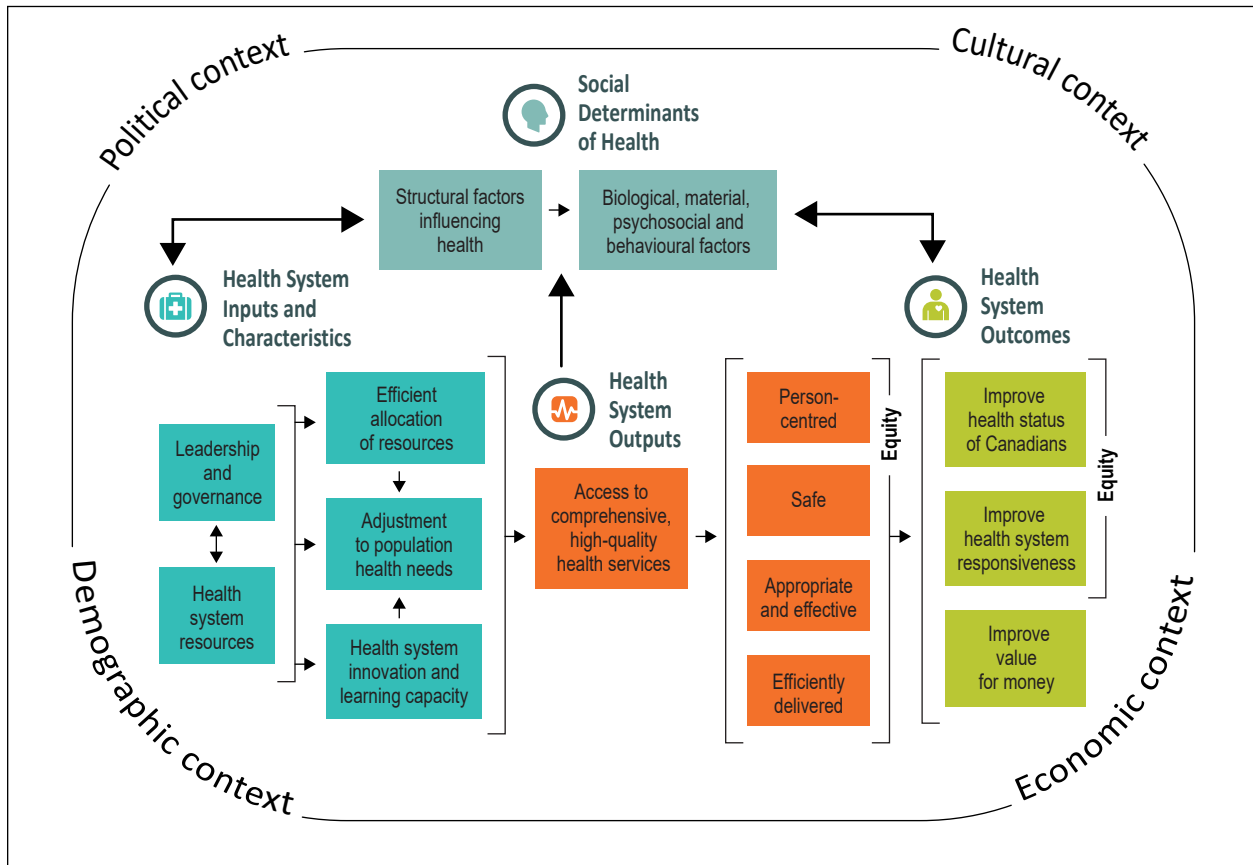 Political context
Cultural context
Social
Determinants
of Health
Structural factors
influencing
health
Biological, material,
psychosocial and
behavioural factors
Health System
Inputs and
Characteristics
Health
System
Outcomes
Health
System
Outputs
Leadership
and
governance
Health
system
resources
Efficient
allocation
of resources
Adjustment
to population
health needs
Health system
innovation and
learning capacity
Access to
comprehensive,
high-quality
health services
Person-
centred
Safe
Appropriate
and effective
Efficiently
delivered
Equity
Improve
health status
of Canadians
Improve
health system
responsiveness
Improve
value
for money
Equity
Demographic context
Economic context